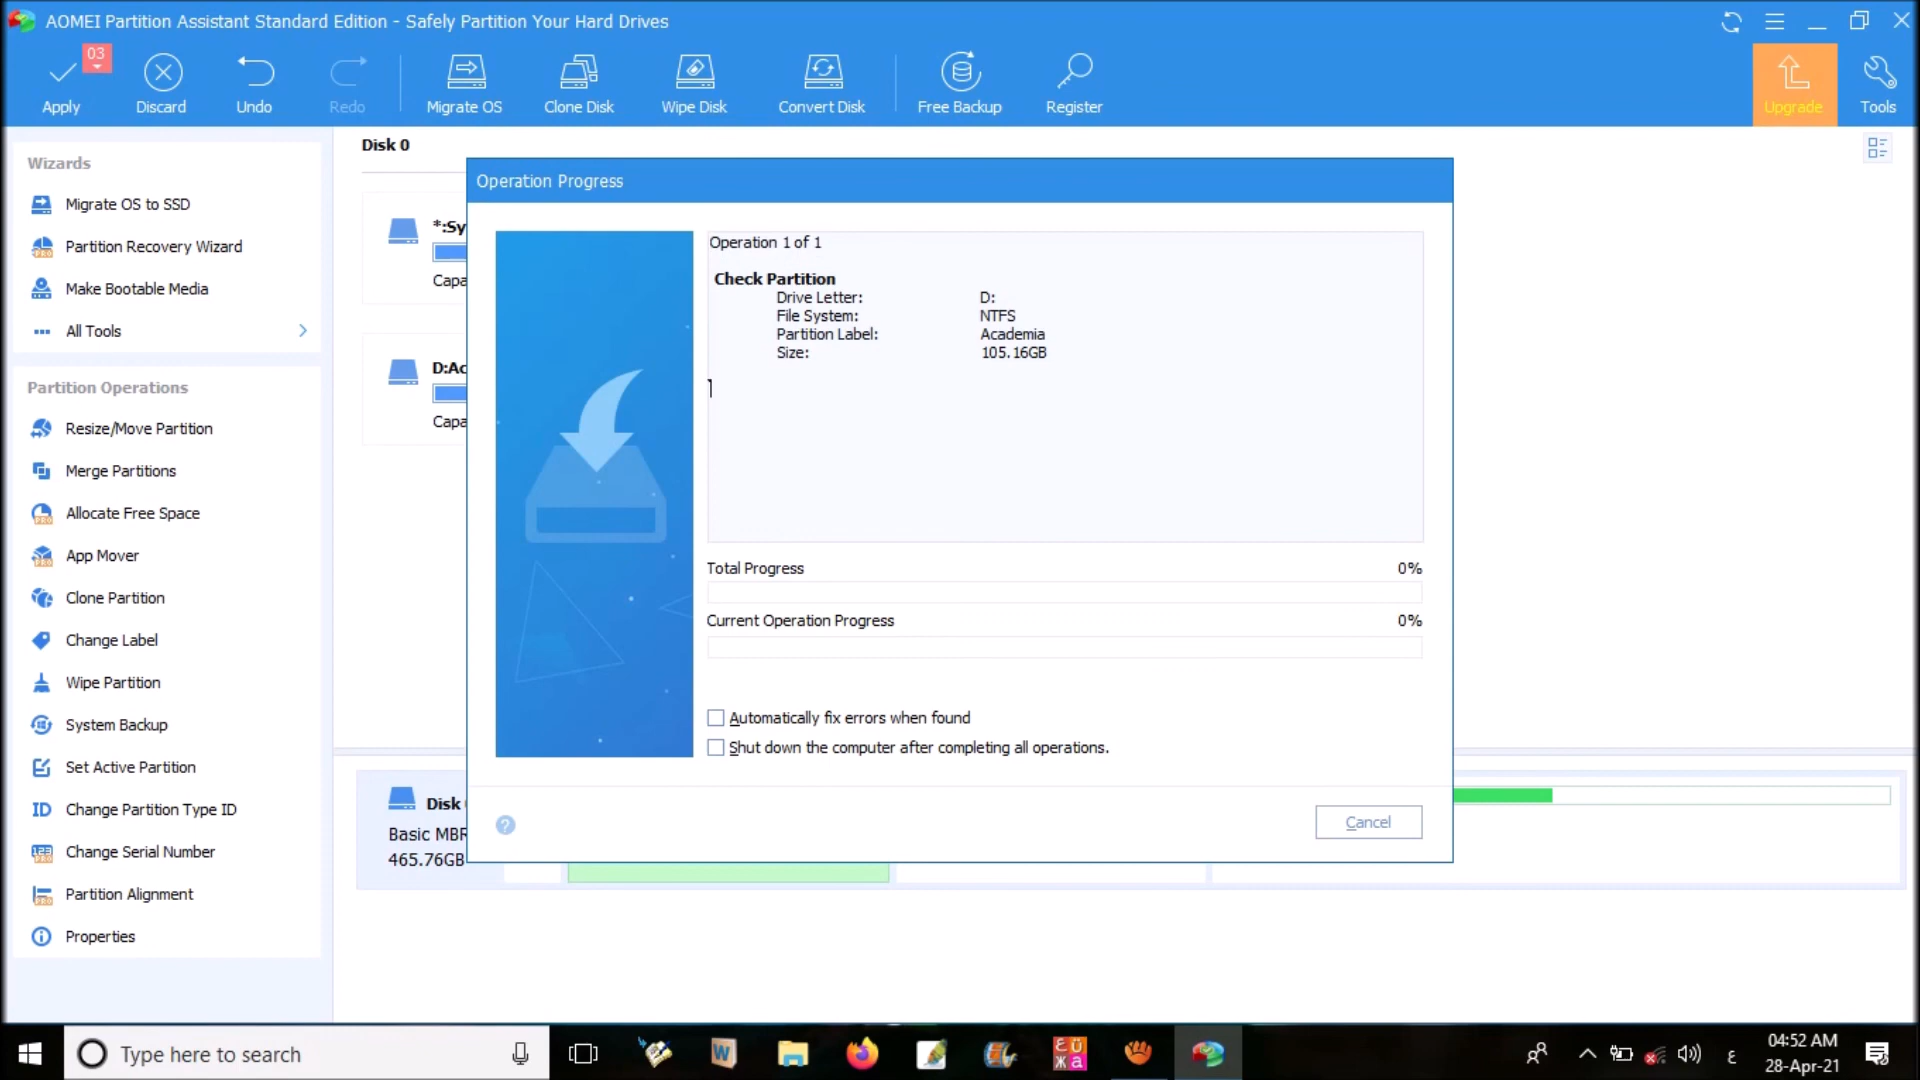 AOMEI Partition Assistant Standard Edition - Safely Partition Your Hard Drives
03
Apply
Discard
Undo
Redo
Migrate OS
Clone Disk
Wipe Disk
Convert Disk
Free Backup
Register
Upgrade
Tools
Wizards
Migrate OS to SSD
Partition Recovery Wizard
Make Bootable Media
All Tools
Partition Operations
Resize/Move Partition
Merge Partitions
Allocate Free Space
App Mover
Clone Partition
Change Label
Wipe Partition
System Backup
Set Active Partition
ID Change Partition Type ID
Change Serial Number
Partition Alignment
Properties
Disk 0
*:Sy
Capa
D:Ac
Capa
Operation Progress
Operation 1 of 1
Check Partition
Drive Letter: D:
File System: NTFS
Partition Label: Academia
Size: 105.16GB
Total Progress 0%
Current Operation Progress 0%
Automatically fix errors when found
Shut down the computer after completing all operations.
?
Cancel
Disk
Basic MBR
465.76GB
Type here to search
ع
04:52 AM
28-Apr-21